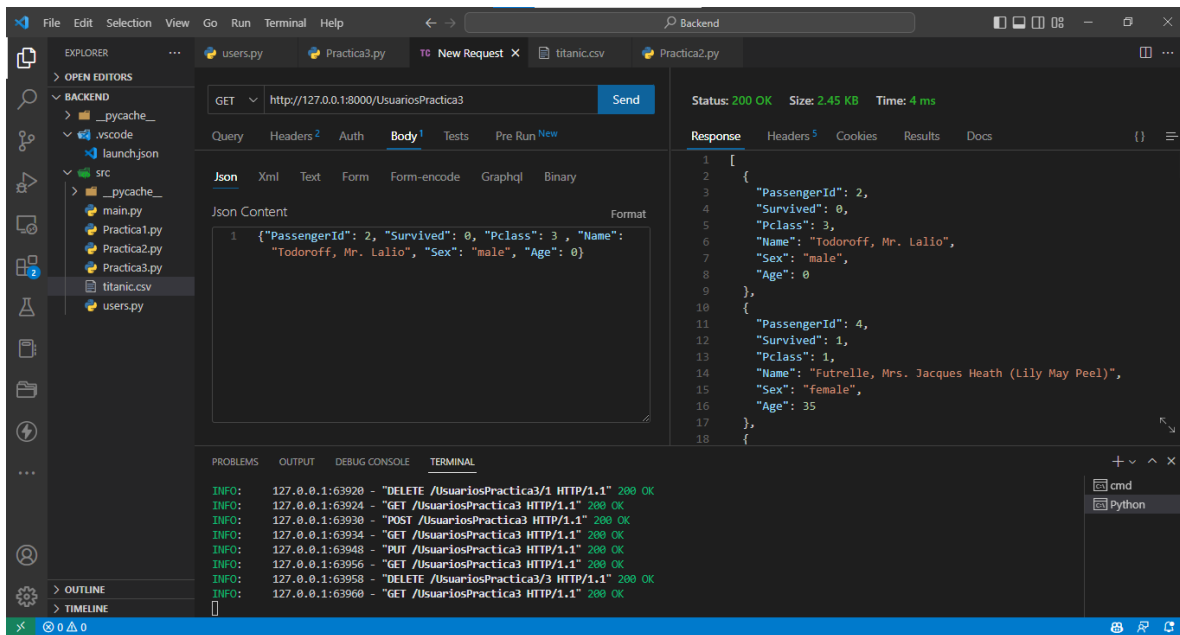 File Edit Selection View Go Run Terminal Help
Backend
EXPLORER
users.py
Practica3.py
TC New Request
titanic.csv
Practica2.py
OPEN EDITORS
BACKEND
__pycache__
.vscode
launch.json
src
__pycache__
main.py
Practica1.py
Practica2.py
Practica3.py
titanic.csv
users.py
OUTLINE
TIMELINE
2
GET http://127.0.0.1:8000/UsuariosPractica3 Send
Query Headers 2 Auth Body 1 Tests Pre Run New
Json Xml Text Form Form-encode Graphql Binary
Json Content Format
1 {"PassengerId": 2, "Survived": 0, "Pclass": 3 , "Name":
"Todoroff, Mr. Lalio", "Sex": "male", "Age": 0}
Status: 200 OK Size: 2.45 KB Time: 4 ms
Response Headers 5 Cookies Results Docs {}
1 [
2 {
3 "PassengerId": 2,
4 "Survived": 0,
5 "Pclass": 3,
6 "Name": "Todoroff, Mr. Lalio",
7 "Sex": "male",
8 "Age": 0
9 },
10 {
11 "PassengerId": 4,
12 "Survived": 1,
13 "Pclass": 1,
14 "Name": "Futrelle, Mrs. Jacques Heath (Lily May Peel)",
15 "Sex": "female",
16 "Age": 35
17 },
18 {
PROBLEMS OUTPUT DEBUG CONSOLE TERMINAL
INFO: 127.0.0.1:63920 - "DELETE /UsuariosPractica3/1 HTTP/1.1" 200 OK
INFO: 127.0.0.1:63924 - "GET /UsuariosPractica3 HTTP/1.1" 200 OK
INFO: 127.0.0.1:63930 - "POST /UsuariosPractica3 HTTP/1.1" 200 OK
INFO: 127.0.0.1:63934 - "GET /UsuariosPractica3 HTTP/1.1" 200 OK
INFO: 127.0.0.1:63948 - "PUT /UsuariosPractica3 HTTP/1.1" 200 OK
INFO: 127.0.0.1:63956 - "GET /UsuariosPractica3 HTTP/1.1" 200 OK
INFO: 127.0.0.1:63958 - "DELETE /UsuariosPractica3/3 HTTP/1.1" 200 OK
INFO: 127.0.0.1:63960 - "GET /UsuariosPractica3 HTTP/1.1" 200 OK
cmd
Python
0 0